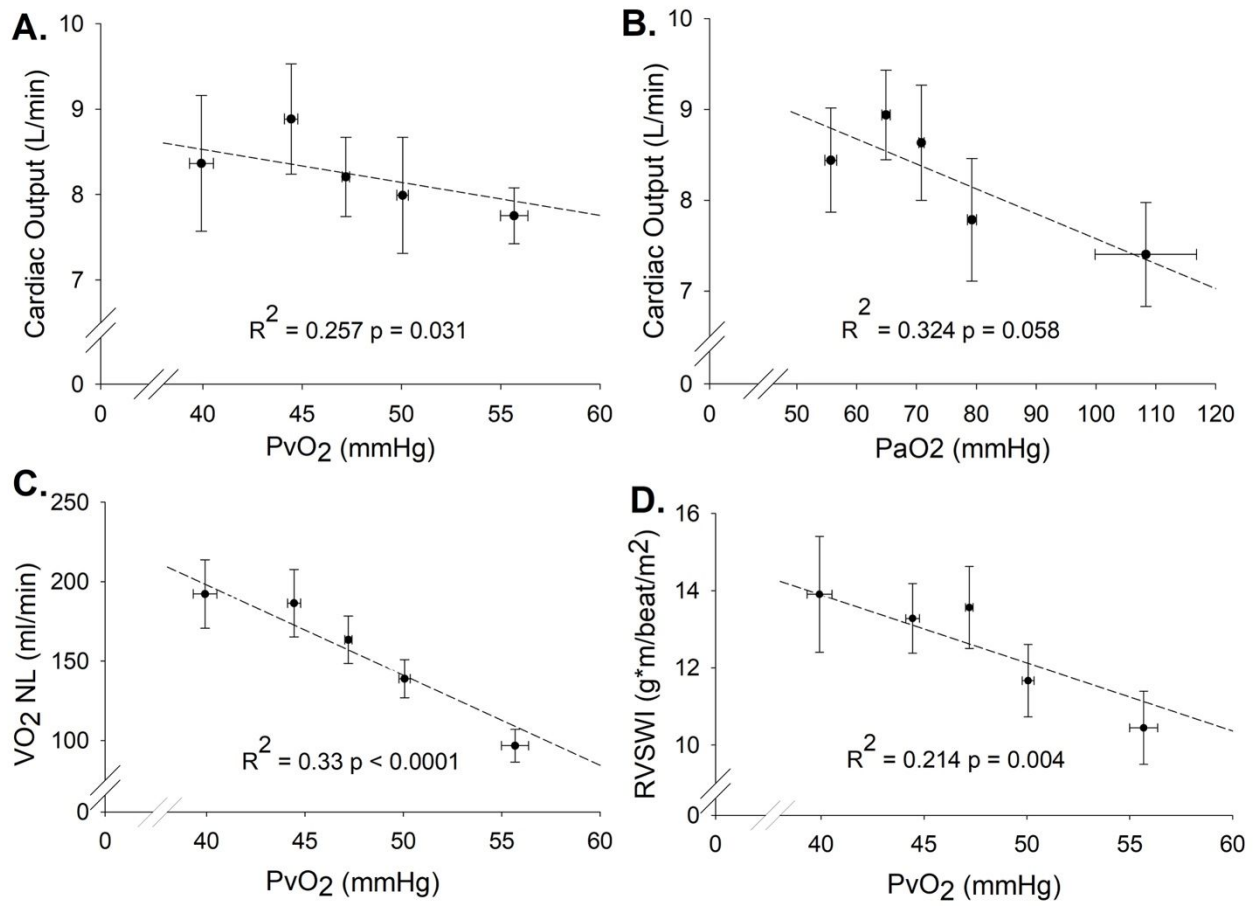 A.
Cardiac Output (L/min)
10
9
8
7
0
R2 = 0.257 p = 0.031
0 40 45 50 55 60
PvO2 (mmHg)
B.
Cardiac Output (L/min)
10
9
8
7
0
R2 = 0.324 p = 0.058
0 50 60 70 80 90 100 110 120
PaO2 (mmHg)
C.
VO2 NL (ml/min)
250
200
150
100
0
R2 = 0.33 p < 0.0001
0 40 45 50 55 60
PvO2 (mmHg)
D.
RVSWI (g*m/beat/m2)
16
14
12
10
0
R2 = 0.214 p = 0.004
0 40 45 50 55 60
PvO2 (mmHg)